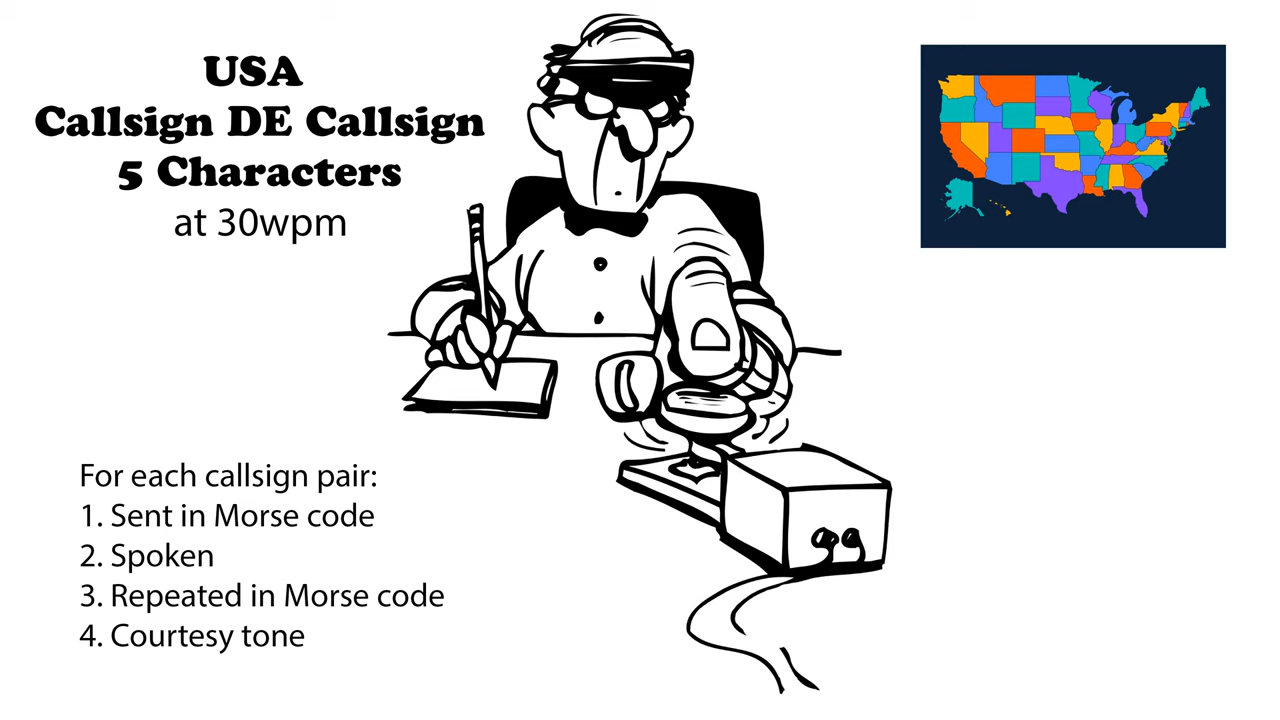 USA
Callsign DE Callsign
5 Characters
at 30wpm
For each callsign pair:
1. Sent in Morse code
2. Spoken
3. Repeated in Morse code
4. Courtesy tone